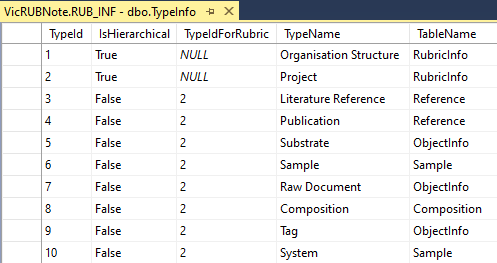 VicRUBNote.RUB_INF - dbo.TypeInfo
TypeId IsHierarchical TypeIdForRubric TypeName TableName
1 True NULL Organisation Structure RubricInfo
2 True NULL Project RubricInfo
3 False 2 Literature Reference Reference
4 False 2 Publication Reference
5 False 2 Substrate ObjectInfo
6 False 2 Sample Sample
7 False 2 Raw Document ObjectInfo
8 False 2 Composition Composition
9 False 2 Tag ObjectInfo
10 False 2 System Sample